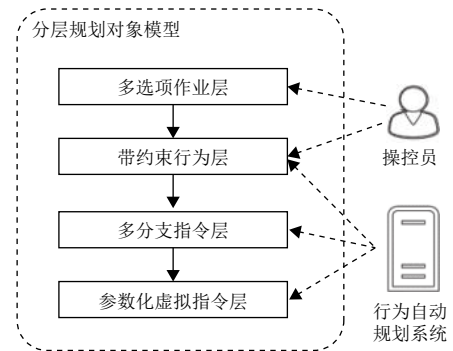 分层规划对象模型
多选项作业层
带约束行为层
操控员
多分支指令层
参数化虚拟指令层
行为自动
规划系统